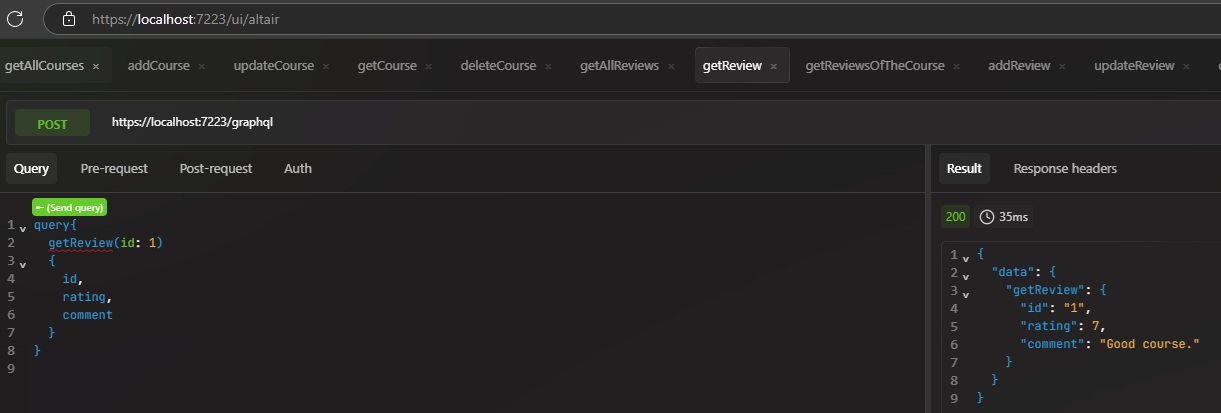 https://localhost:7223/ui/altair
getAllCourses × addCourse × updateCourse × getCourse × deleteCourse × getAllReviews × getReview × getReviewsOfTheCourse × addReview × updateReview ×
POST https://localhost:7223/graphql
Query Pre-request Post-request Auth
(Send query)
1 query{
2 getReview(id: 1)
3 {
4 id,
5 rating,
6 comment
7 }
8 }
9
Result Response headers
200 35ms
1 {
2 "data": {
3 "getReview": {
4 "id": "1",
5 "rating": 7,
6 "comment": "Good course."
7 }
8 }
9 }